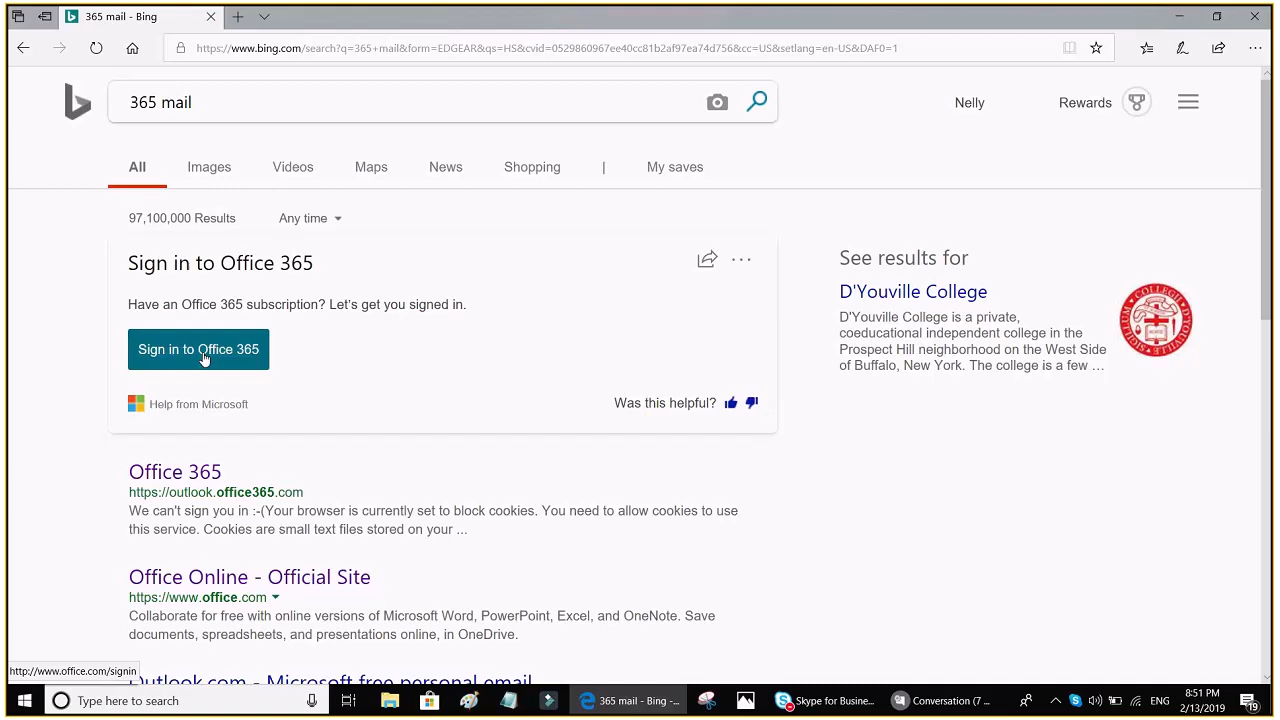 365 mail - Bing
https://www.bing.com/search?q=365+mail&form=EDGEAR&qs=HS&cvid=0529860967ee40cc81b2af97ea74d756&cc=US&setlang=en-US&DAF0=1
365 mail
Nelly
Rewards
All
Images
Videos
Maps
News
Shopping
|
My saves
97,100,000 Results
Any time
Sign in to Office 365
Have an Office 365 subscription? Let's get you signed in.
Sign in to Office 365
Help from Microsoft
Was this helpful?
See results for
D'Youville College
D'Youville College is a private,
coeducational independent college in the
Prospect Hill neighborhood on the West Side
of Buffalo, New York. The college is a few …
Office 365
https://outlook.office365.com
We can't sign you in :-(Your browser is currently set to block cookies. You need to allow cookies to use
this service. Cookies are small text files stored on your ...
Office Online - Official Site
https://www.office.com
Collaborate for free with online versions of Microsoft Word, PowerPoint, Excel, and OneNote. Save
documents, spreadsheets, and presentations online, in OneDrive.
Outlook.com - Microsoft free personal email
http://www.office.com/signin
Type here to search
365 mail - Bing -...
Skype for Busine...
Conversation (7 ...
ENG
8:51 PM
2/13/2019
19